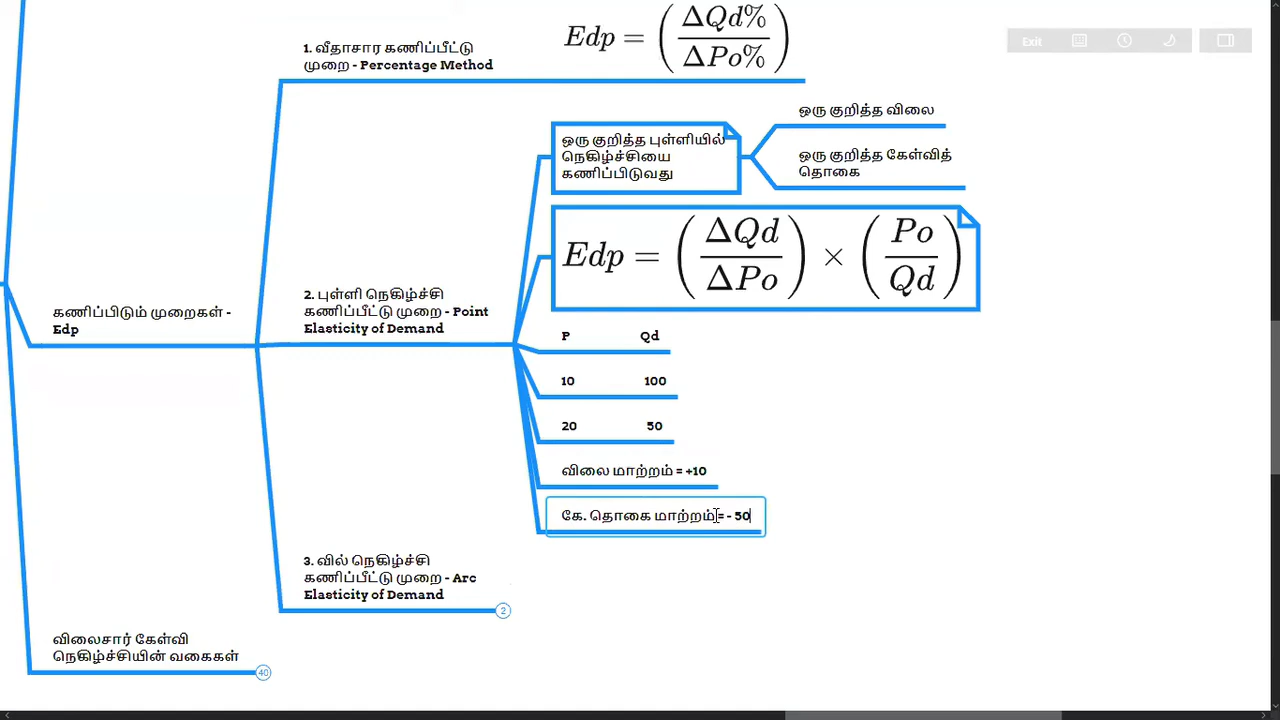 Exit
1. வீதாசார கணிப்பீட்டு
முறை - Percentage Method
Edp = (ΔQd% / ΔPo%)
ஒரு குறித்த புள்ளியில்
நெகிழ்ச்சியை
கணிப்பிடுவது
ஒரு குறித்த விலை
ஒரு குறித்த கேள்வித்
தொகை
Edp = (ΔQd / ΔPo) × (Po / Qd)
கணிப்பிடும் முறைகள் -
Edp
2. புள்ளி நெகிழ்ச்சி
கணிப்பீட்டு முறை - Point
Elasticity of Demand
P Qd
10 100
20 50
விலை மாற்றம் = +10
கே. தொகை மாற்றம் = - 50
3. வில் நெகிழ்ச்சி
கணிப்பீட்டு முறை - Arc
Elasticity of Demand
2
விலைசார் கேள்வி
நெகிழ்ச்சியின் வகைகள்
40